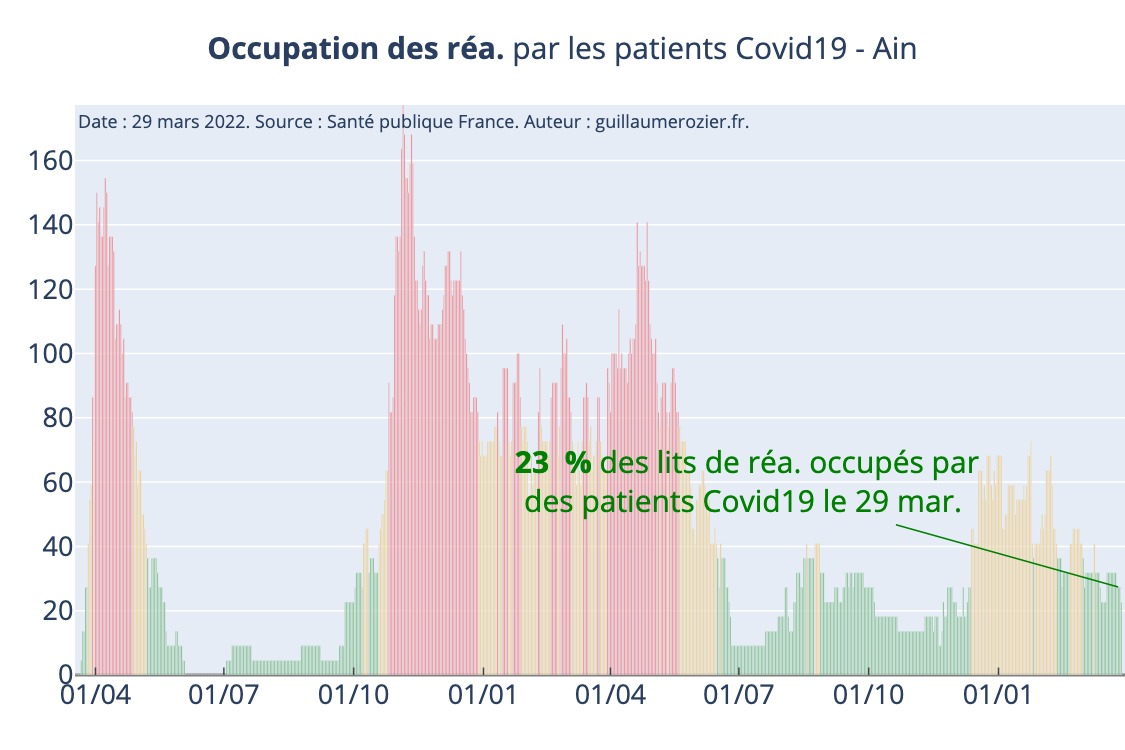 Occupation des réa. par les patients Covid19 - Ain
Date : 29 mars 2022. Source : Santé publique France. Auteur : guillaumerozier.fr.
160
140
120
100
80
60
40
20
0
23 % des lits de réa. occupés par
des patients Covid19 le 29 mar.
01/04 01/07 01/10 01/01 01/04 01/07 01/10 01/01